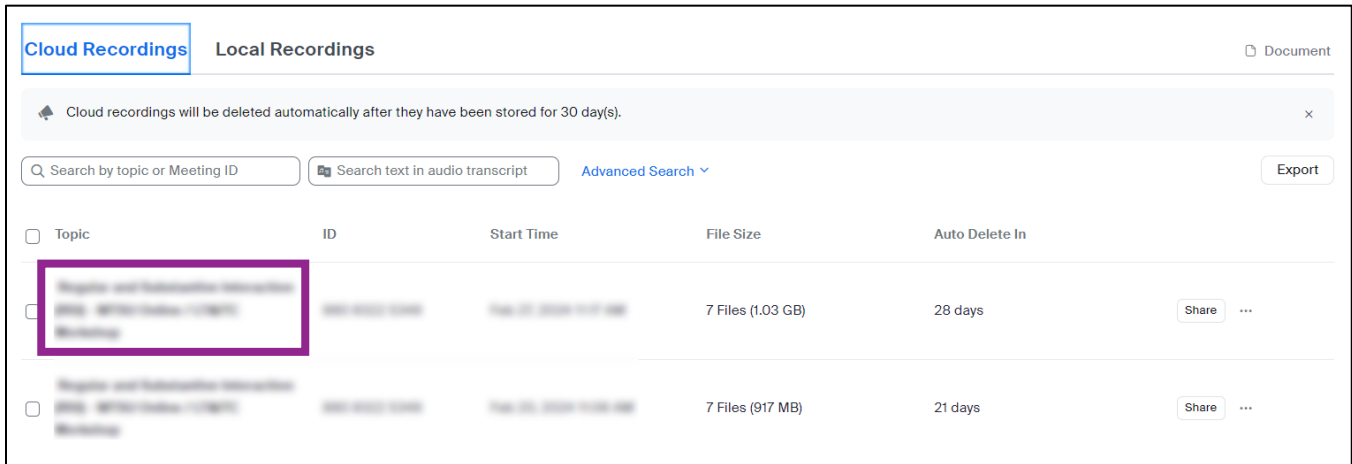 Cloud Recordings Local Recordings Document
Cloud recordings will be deleted automatically after they have been stored for 30 day(s).
Search by topic or Meeting ID Search text in audio transcript Advanced Search Export
Topic ID Start Time File Size Auto Delete In
7 Files (1.03 GB) 28 days Share
7 Files (917 MB) 21 days Share